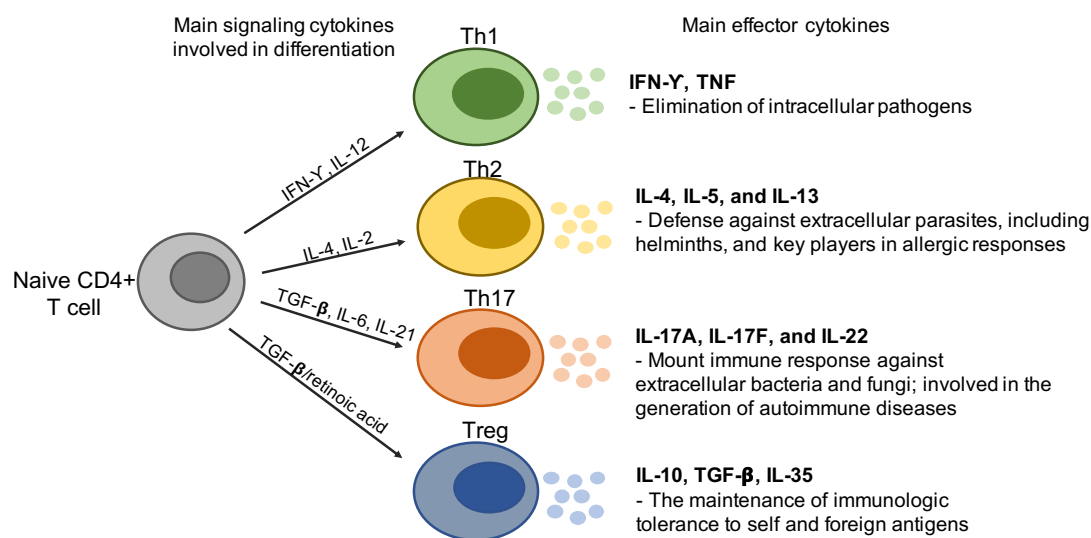 Main signaling cytokines
involved in differentiation
Th1
Main effector cytokines
IFN-ϒ, TNF
- Elimination of intracellular pathogens
IFN-ϒ, IL-12
Th2
IL-4, IL-5, and IL-13
- Defense against extracellular parasites, including
helminths, and key players in allergic responses
IL-4, IL-2
Naive CD4+
T cell
Th17
TGF-β, IL-6, IL-21
IL-17A, IL-17F, and IL-22
- Mount immune response against
extracellular bacteria and fungi; involved in the
generation of autoimmune diseases
TGF-β/retinoic acid
Treg
IL-10, TGF-β, IL-35
- The maintenance of immunologic
tolerance to self and foreign antigens